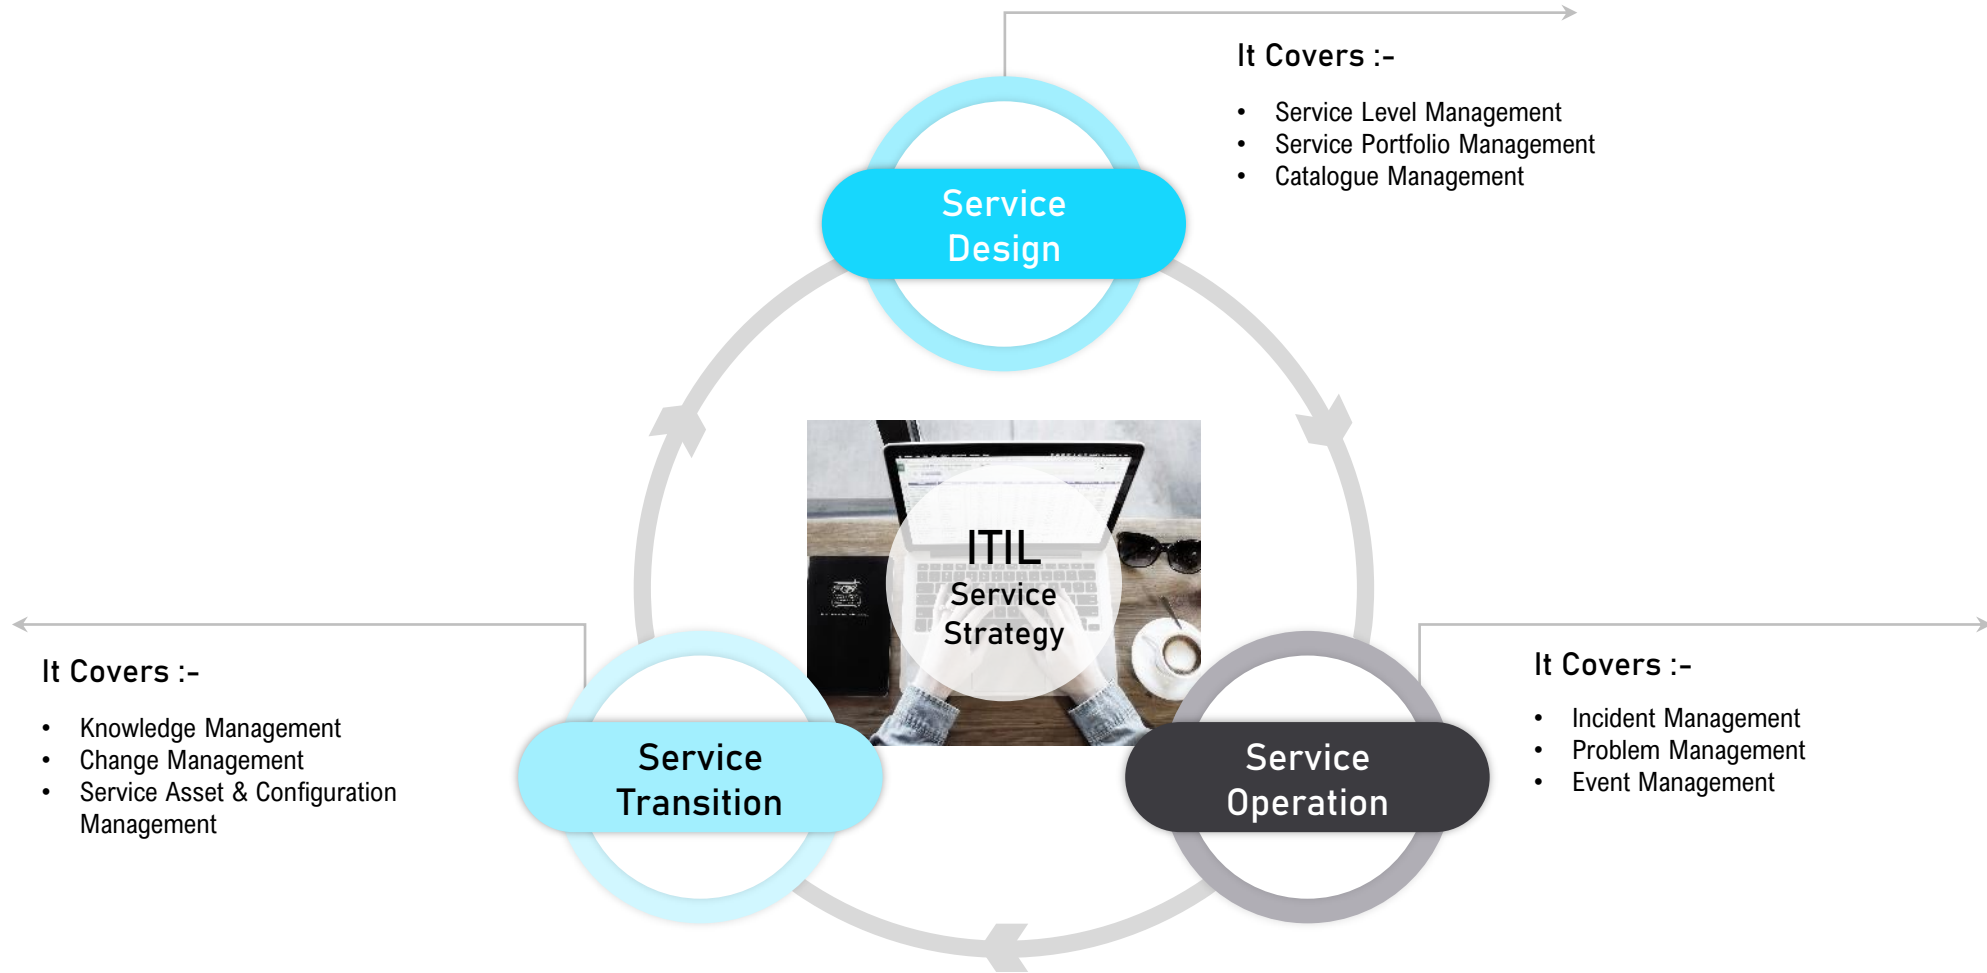 It Covers :-
• Service Level Management
• Service Portfolio Management
• Catalogue Management
Service
Design
ITIL
Service
Strategy
It Covers :-
• Knowledge Management
• Change Management
• Service Asset & Configuration
Management
Service
Transition
Service
Operation
It Covers :-
• Incident Management
• Problem Management
• Event Management